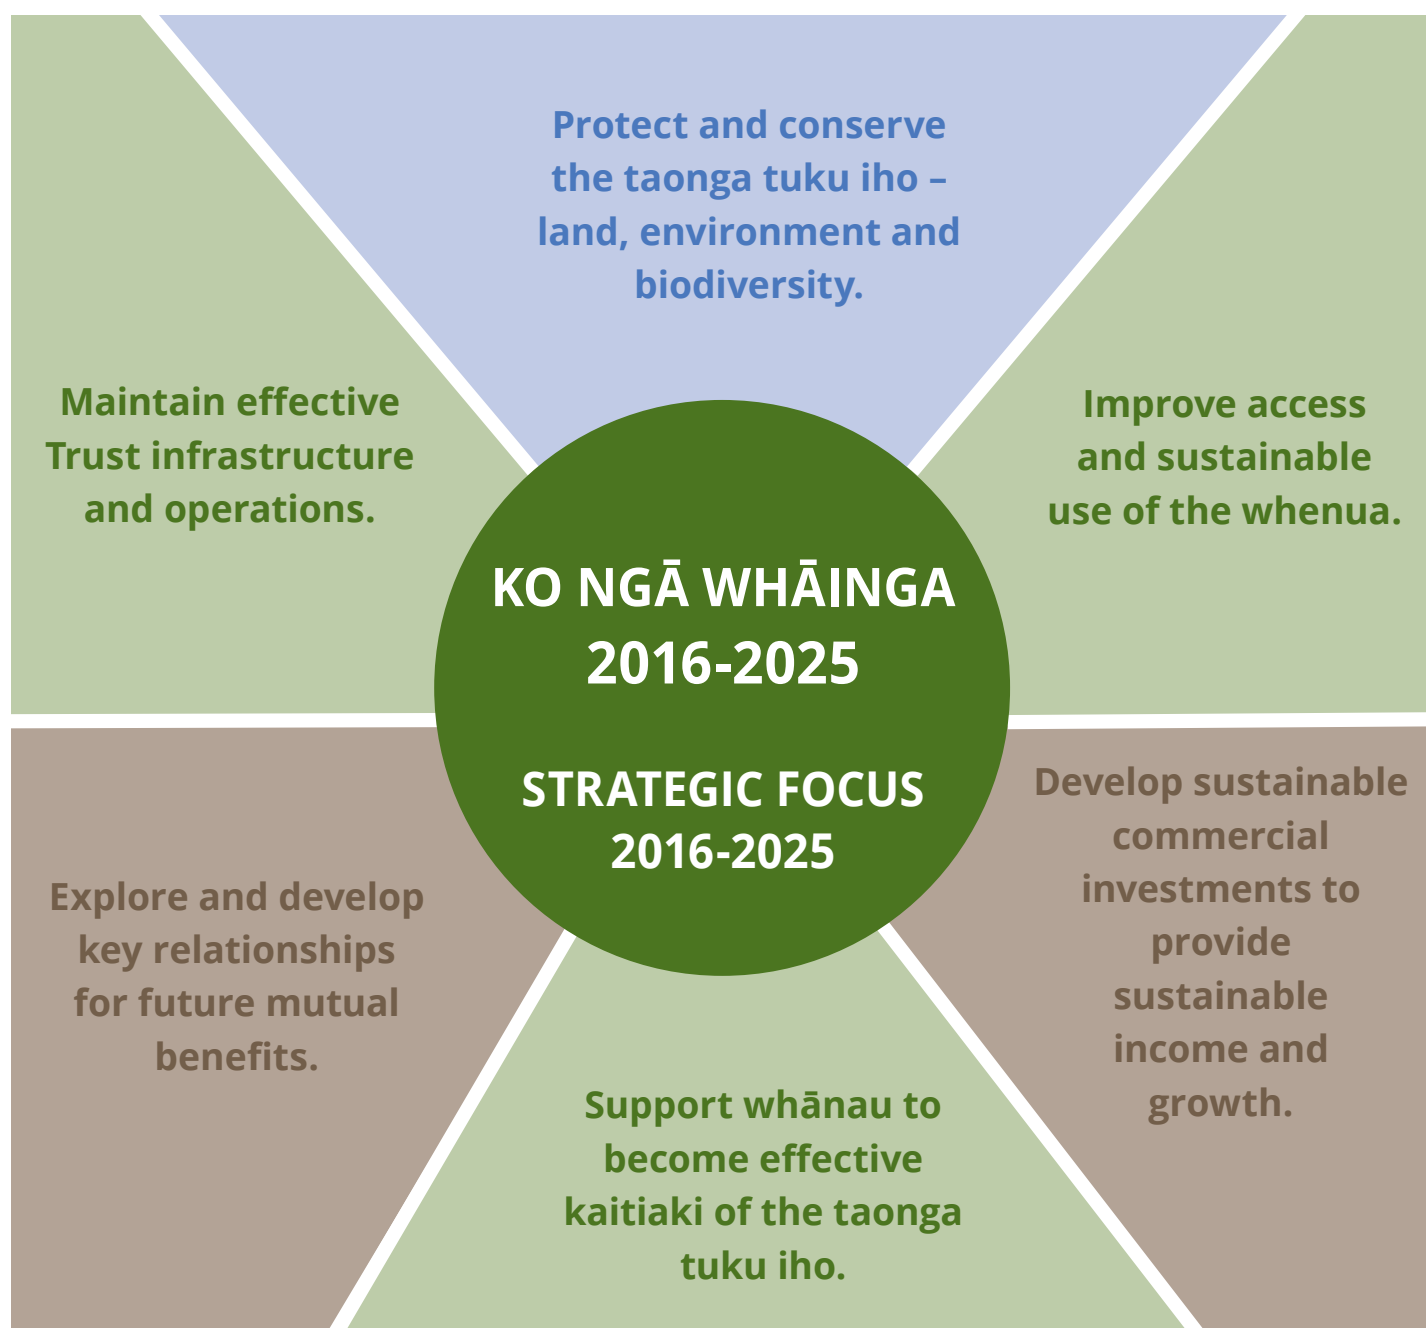 Protect and conserve
the taonga tuku iho –
land, environment and
biodiversity.
Maintain effective
Trust infrastructure
and operations.
Improve access
and sustainable
use of the whenua.
KO NGĀ WHĀINGA
2016-2025
STRATEGIC FOCUS
2016-2025
Explore and develop
key relationships
for future mutual
benefits.
Develop sustainable
commercial
investments to
provide
sustainable
income and
growth.
Support whānau to
become effective
kaitiaki of the taonga
tuku iho.